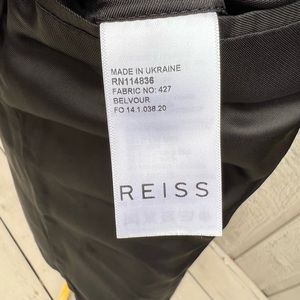 MADE IN UKRAINE
RN114836
FABRIC NO: 427
BELVOUR
FO 14.1.038.20
REISS